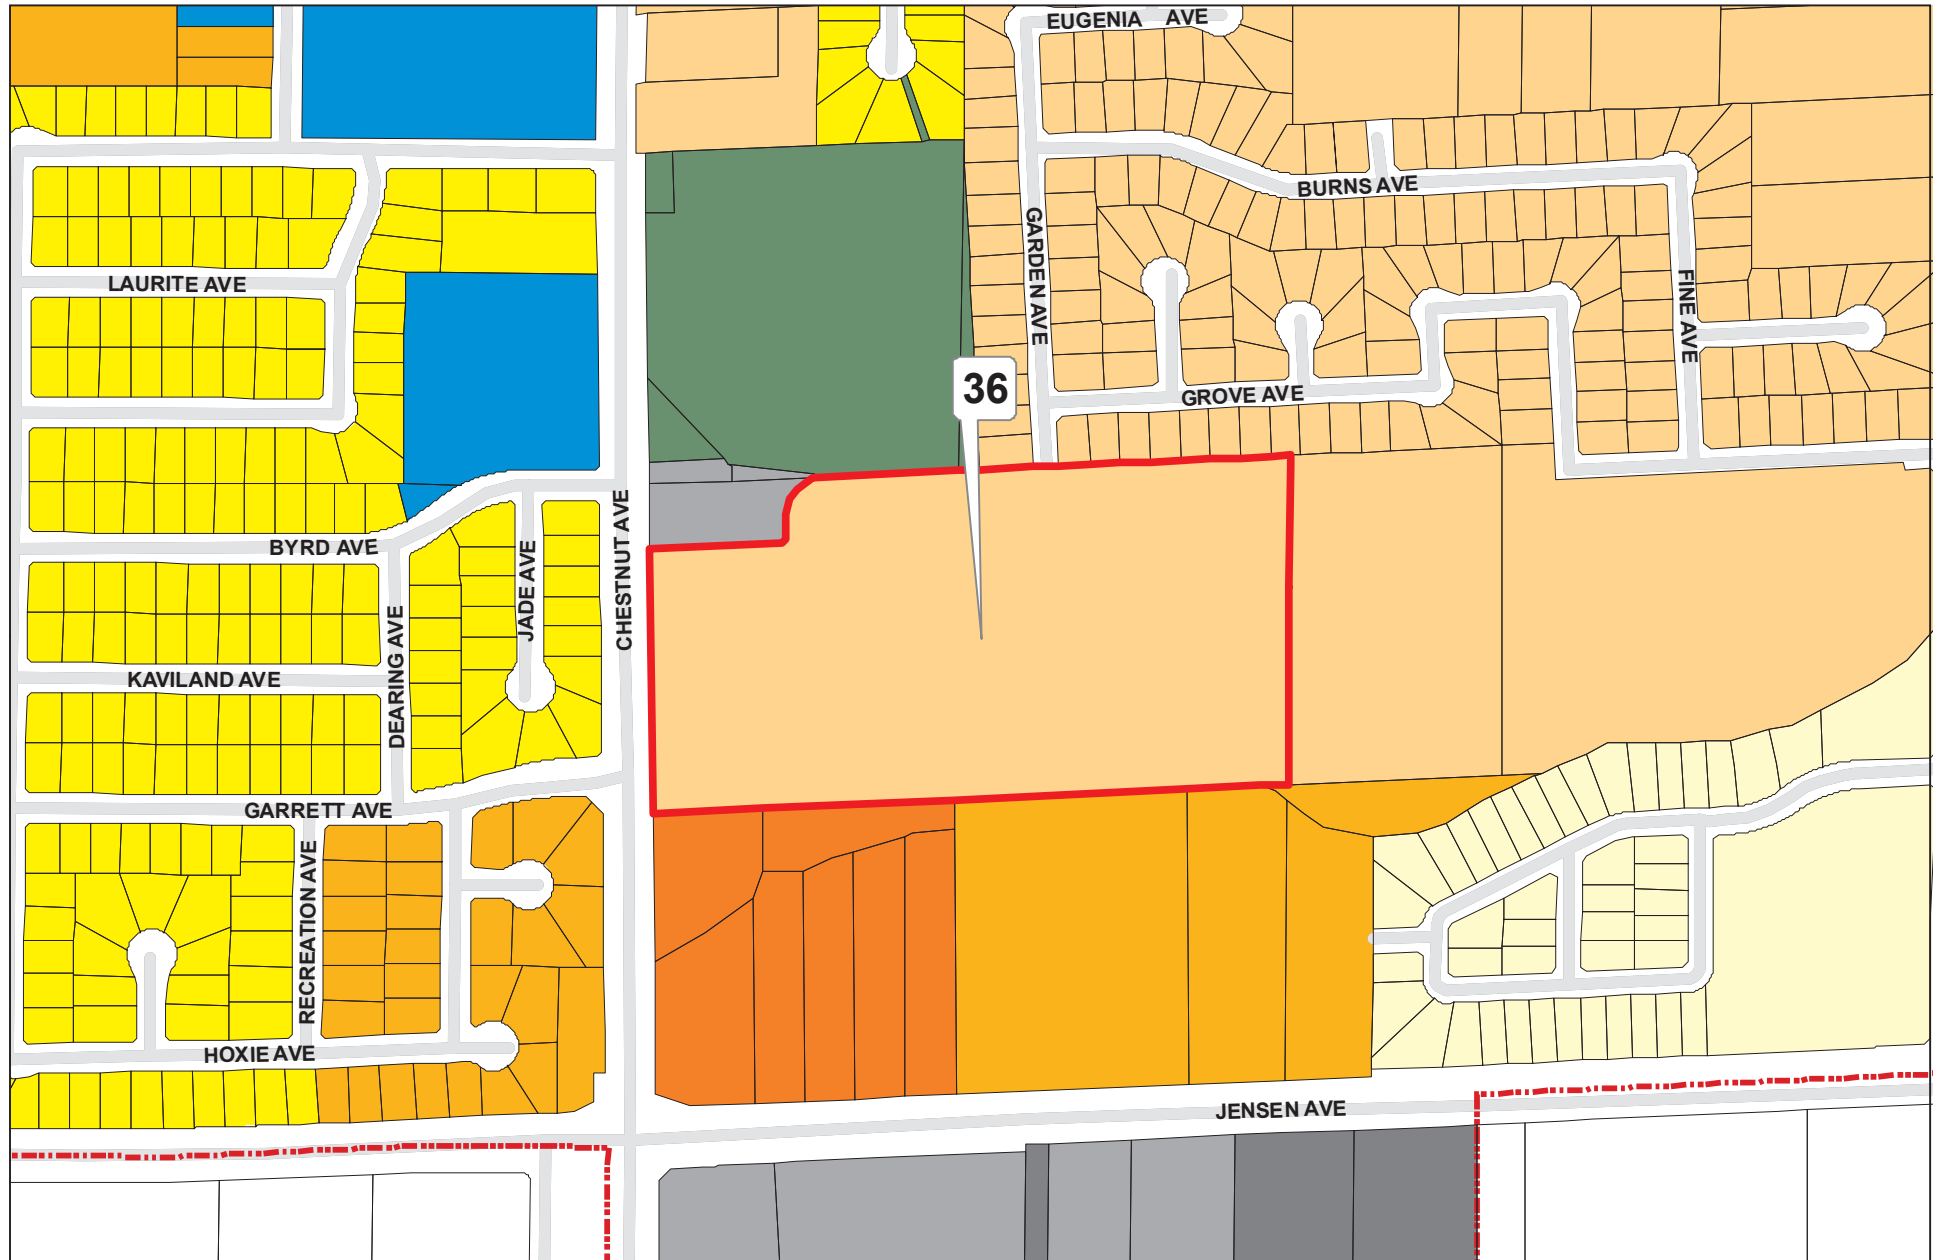 EUGENIA AVE
BURNS AVE
GARDEN AVE
LAURITE AVE
FINE AVE
36
GROVE AVE
CHESTNUT AVE
BYRD AVE
JADE AVE
DEARING AVE
KAVILAND AVE
GARRETT AVE
RECREATION AVE
HOXIE AVE
JENSEN AVE